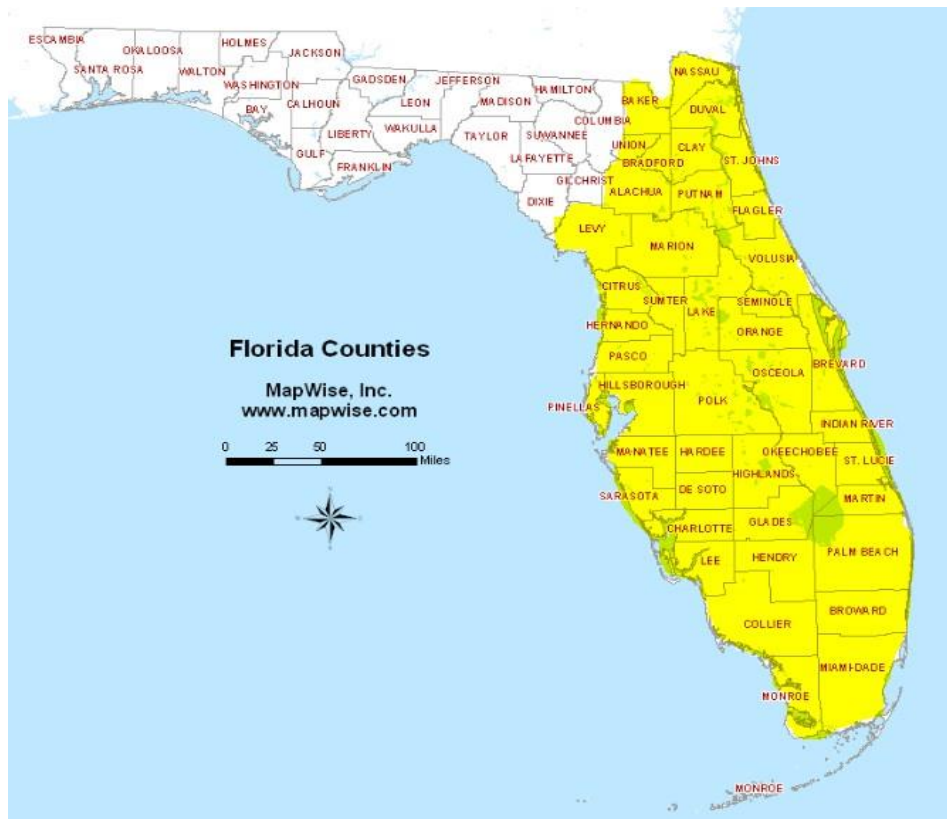 ESCAMBIA
SANTA ROSA
OKALOOSA
WALTON
HOLMES
JACKSON
WASHINGTON
BAY
CALHOUN
GULF
LIBERTY
FRANKLIN
GADSDEN
LEON
WAKULLA
JEFFERSON
MADISON
TAYLOR
HAMILTON
SUWANNEE
LAFAYETTE
DIXIE
COLUMBIA
GILCHRIST
NASSAU
BAKER
DUVAL
UNION
BRADFORD
CLAY
ST. JOHNS
ALACHUA
PUTNAM
FLAGLER
LEVY
MARION
VOLUSIA
CITRUS
SUMTER
LAKE
SEMINOLE
HERNANDO
ORANGE
PASCO
OSCEOLA
BREVARD
HILLSBOROUGH
PINELLAS
POLK
INDIAN RIVER
MANATEE
HARDEE
OKEECHOBEE
ST. LUCIE
HIGHLANDS
SARASOTA
DE SOTO
MARTIN
CHARLOTTE
GLADES
LEE
HENDRY
PALM BEACH
COLLIER
BROWARD
MIAMI-DADE
MONROE
MONROE
Florida Counties
MapWise, Inc.
www.mapwise.com
0 25 50 100
Miles